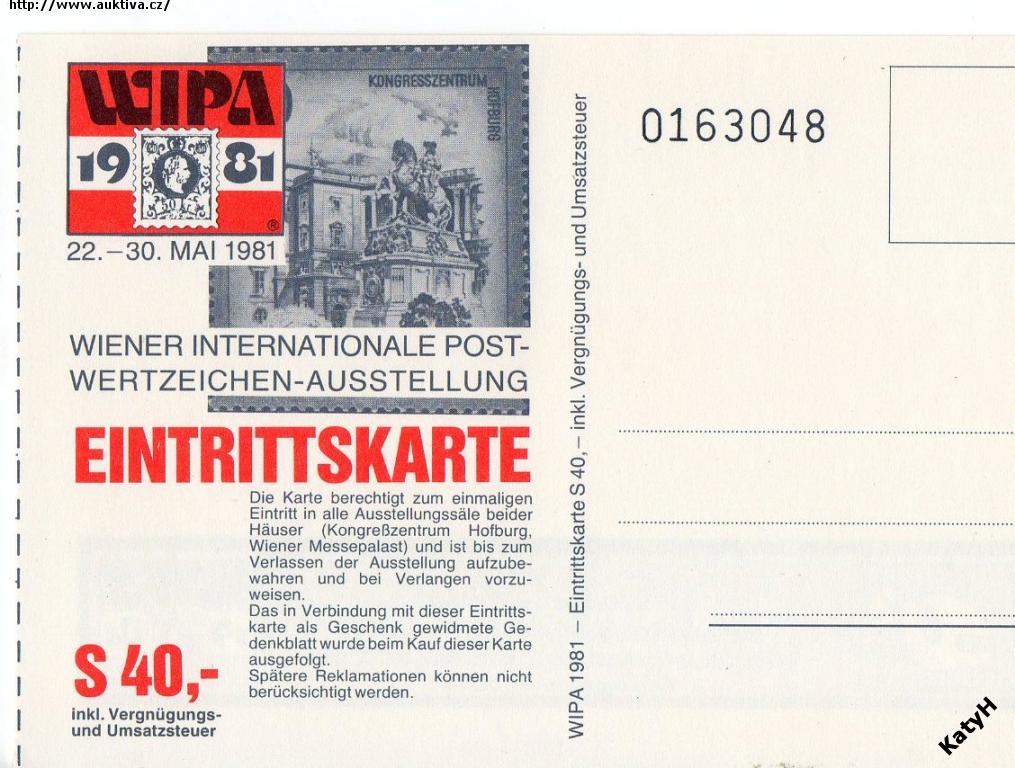 http://www.auktiva.cz/
WIPA
1981
®
22.–30. MAI 1981
KONGRESSZENTRUM
HOFBURG
WIENER INTERNATIONALE POST-
WERTZEICHEN-AUSSTELLUNG
EINTRITTSKARTE
Die Karte berechtigt zum einmaligen
Eintritt in alle Ausstellungssäle beider
Häuser (Kongreßzentrum Hofburg,
Wiener Messepalast) und ist bis zum
Verlassen der Ausstellung aufzube-
wahren und bei Verlangen vorzu-
weisen.
Das in Verbindung mit dieser Eintritts-
karte als Geschenk gewidmete Ge-
denkblatt wurde beim Kauf dieser Karte
ausgefolgt.
Spätere Reklamationen können nicht
berücksichtigt werden.
S 40,-
inkl. Vergnügungs-
und Umsatzsteuer
WIPA 1981 – Eintrittskarte S 40,– inkl. Vergnügungs- und Umsatzsteuer
0163048
KatyH